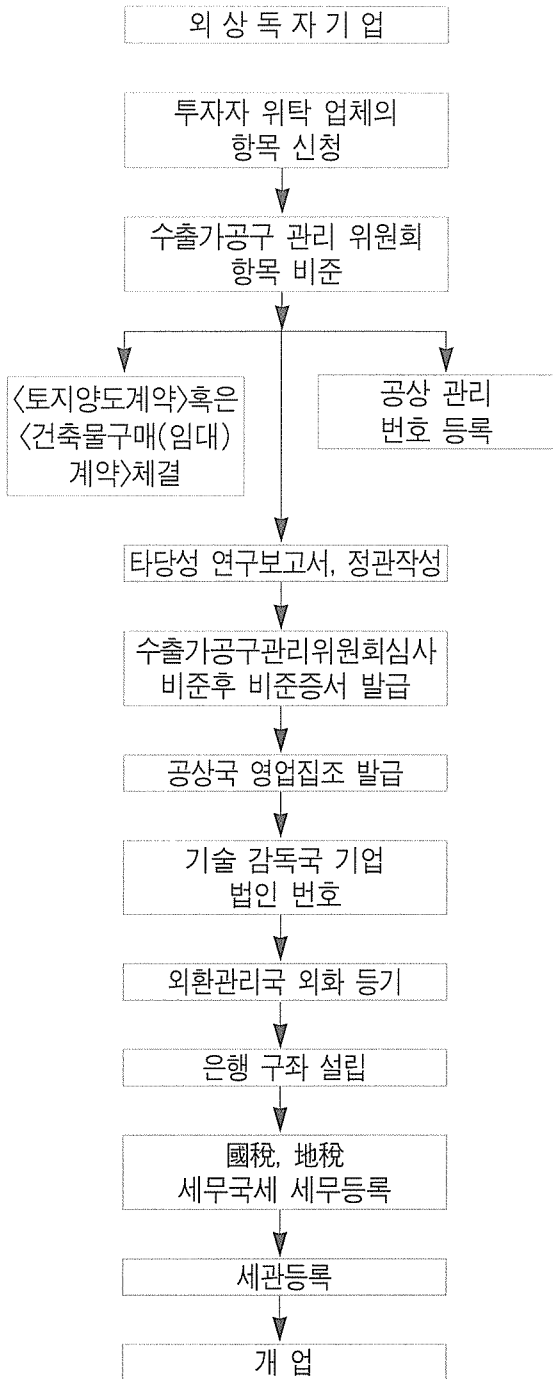 외 상 독 자 기 업
투자자 위탁 업체의
항목 신청
수출가공구 관리 위원회
항목 비준
〈토지양도계약〉혹은
〈건축물구매(임대)
계약〉체결
공상 관리
번호 등록
타당성 연구보고서, 정관작성
수출가공구관리위원회심사
비준후 비준증서 발급
공상국 영업집조 발급
기술 감독국 기업
법인 번호
외환관리국 외화 등기
은행 구좌 설립
國稅, 地稅
세무국세 세무등록
세관등록
개 업